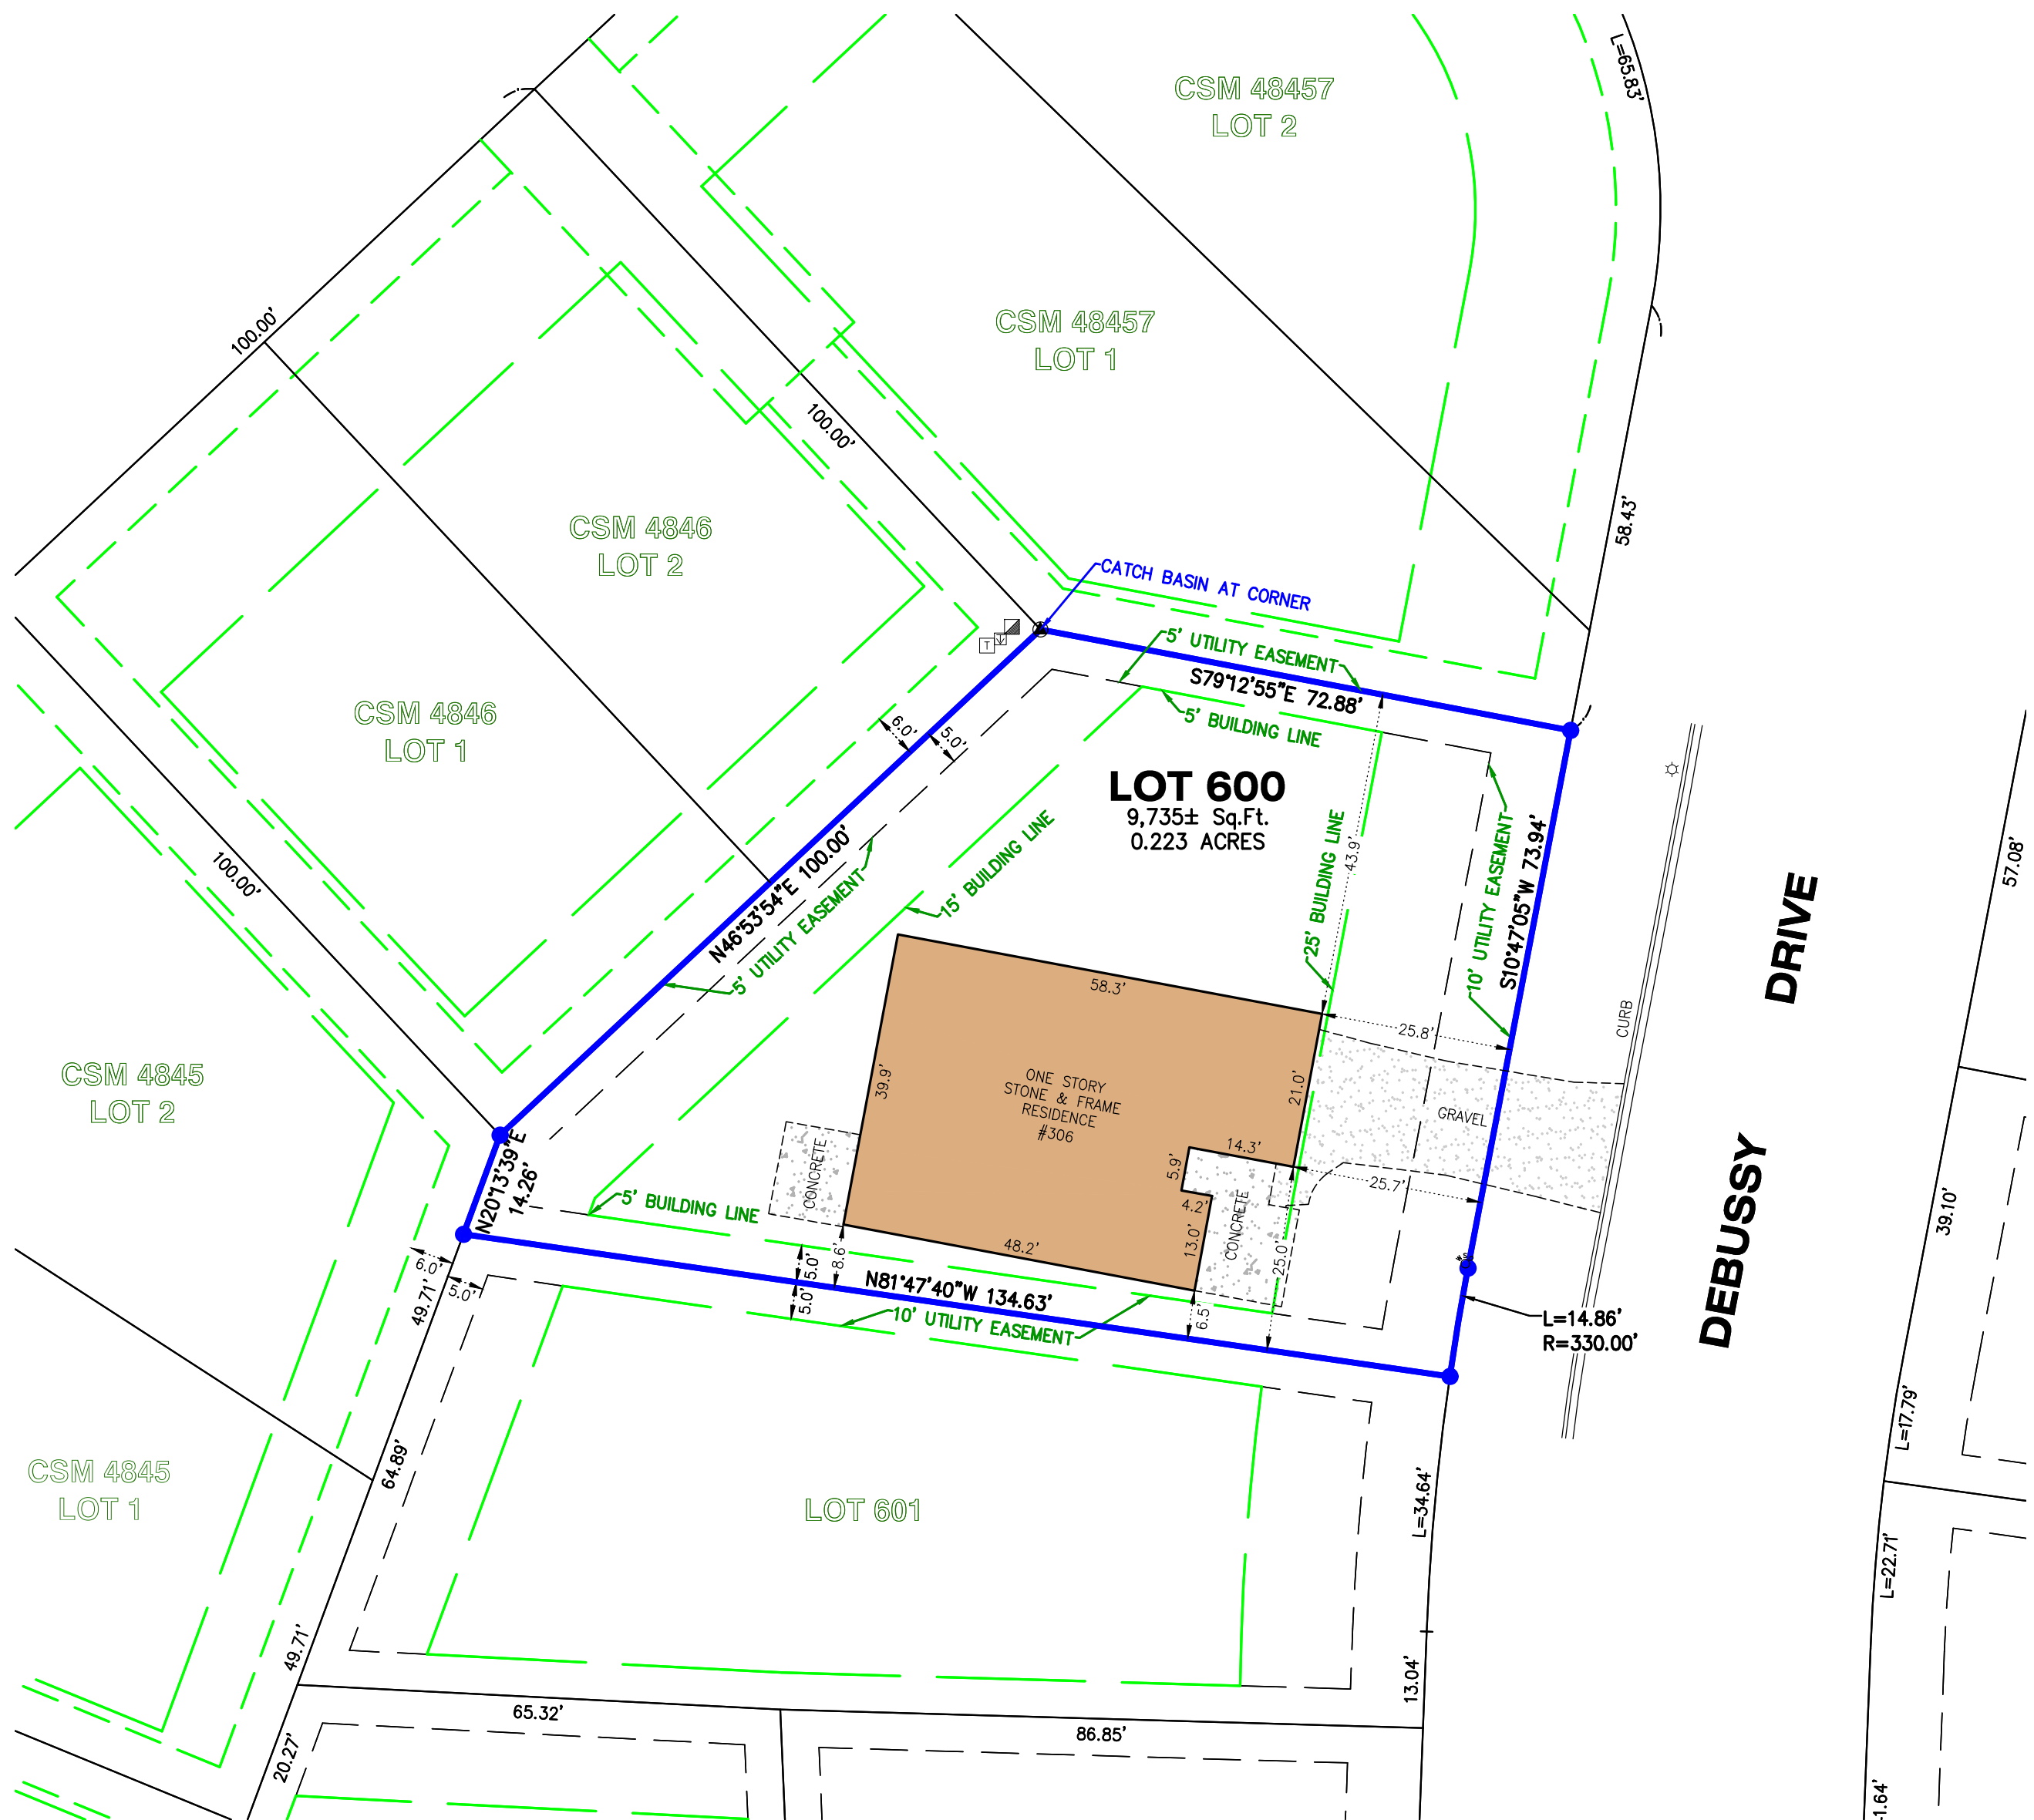 L=65.83'
CSM 48457
LOT 2
100.00'
CSM 48457
LOT 1
100.00'
58.43'
CSM 4846
LOT 2
CATCH BASIN AT CORNER
T
5' UTILITY EASEMENT
S79°12'55"E 72.88'
5' BUILDING LINE
CSM 4846
LOT 1
6.0'
5.0'
LOT 600
9,735± Sq.Ft.
0.223 ACRES
100.00'
N46°53'54"E 100.00'
5' UTILITY EASEMENT
15' BUILDING LINE
25' BUILDING LINE
43.9'
10' UTILITY EASEMENT
S10°47'05"W 73.94'
57.08'
DEBUSSY DRIVE
CURB
58.3'
25.8'
39.9'
ONE STORY
STONE & FRAME
RESIDENCE
#306
21.0'
GRAVEL
CSM 4845
LOT 2
N20°13'39"E
14.26'
CONCRETE
14.3'
5.9'
4.2'
25.7'
13.0'
CONCRETE
25.0'
39.10'
5' BUILDING LINE
48.2'
8.6'
5.0'
5.0'
N81°47'40"W 134.63'
10' UTILITY EASEMENT
6.5'
6.0'
5.0'
49.71'
L=14.86'
R=330.00'
L=17.79'
64.89'
CSM 4845
LOT 1
LOT 601
L=34.64'
L=22.71'
49.71'
13.04'
65.32'
86.85'
20.27'
1.64'